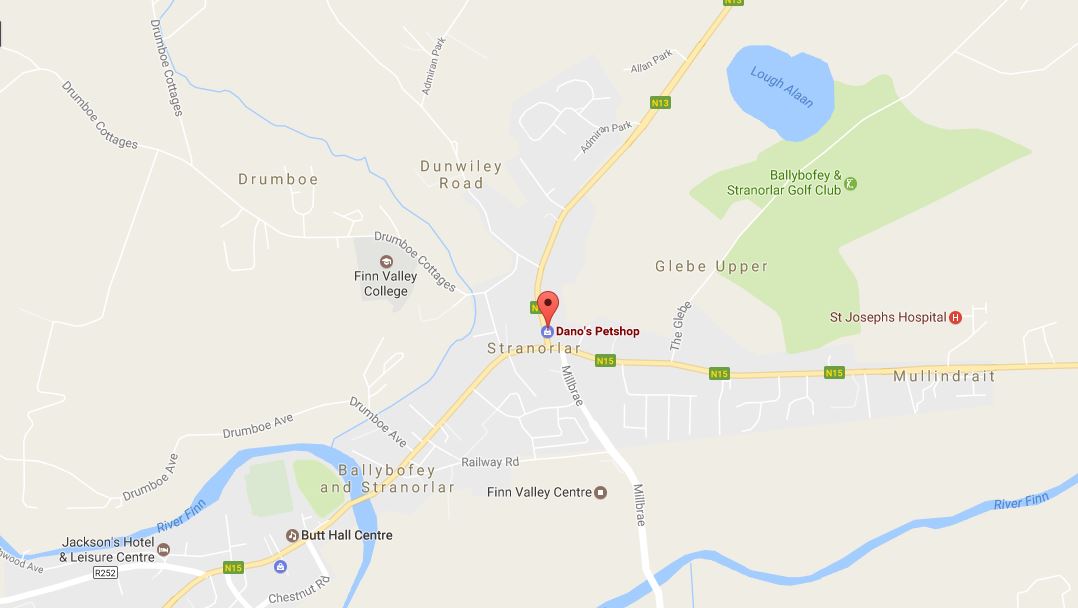 N13
Drumboe Cottages
Admiran Park
Allan Park
Lough Alaan
Drumboe Cottages
N13
Admiran Park
Dunwiley
Road
Drumboe
Ballybofey &
Stranorlar Golf Club
Drumboe Cottages
Finn Valley
College
Glebe Upper
The Glebe
St Josephs Hospital
H
Dano's Petshop
Stranorlar
N15
N15
N15
Mullindrait
Millbrae
Drumboe Ave
Drumboe Ave
Drumboe Ave
Railway Rd
Ballybofey
and Stranorlar
Finn Valley Centre
Millbrae
River Finn
River Finn
Butt Hall Centre
Jackson's Hotel
& Leisure Centre
R252
N15
Chestnut Rd